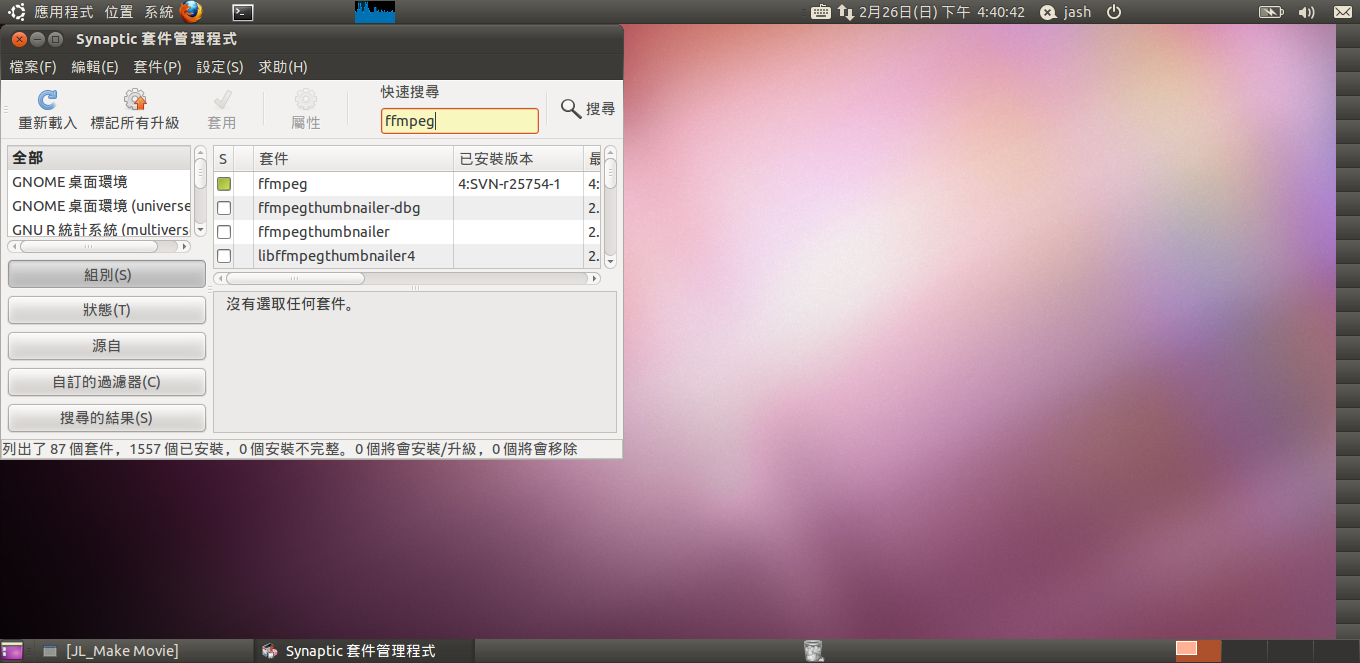 應用程式 位置 系統 2月26日(日) 下午 4:40:42 jash
Synaptic 套件管理程式
檔案(F) 編輯(E) 套件(P) 設定(S) 求助(H)
快速搜尋
重新載入 標記所有升級 套用 屬性 ffmpeg 搜尋
全部 S 套件 已安裝版本 最
GNOME 桌面環境 ffmpeg 4:SVN-r25754-1 4:
GNOME 桌面環境 (universe ffmpegthumbnailer-dbg 2.
GNU R 統計系統 (multivers ffmpegthumbnailer 2.
libffmpegthumbnailer4 2.
組別(S)
沒有選取任何套件。
狀態(T)
源自
自訂的過濾器(C)
搜尋的結果(S)
列出了 87 個套件，1557 個已安裝，0 個安裝不完整。0 個將會安裝/升級，0 個將會移除
[JL_Make Movie] Synaptic 套件管理程式